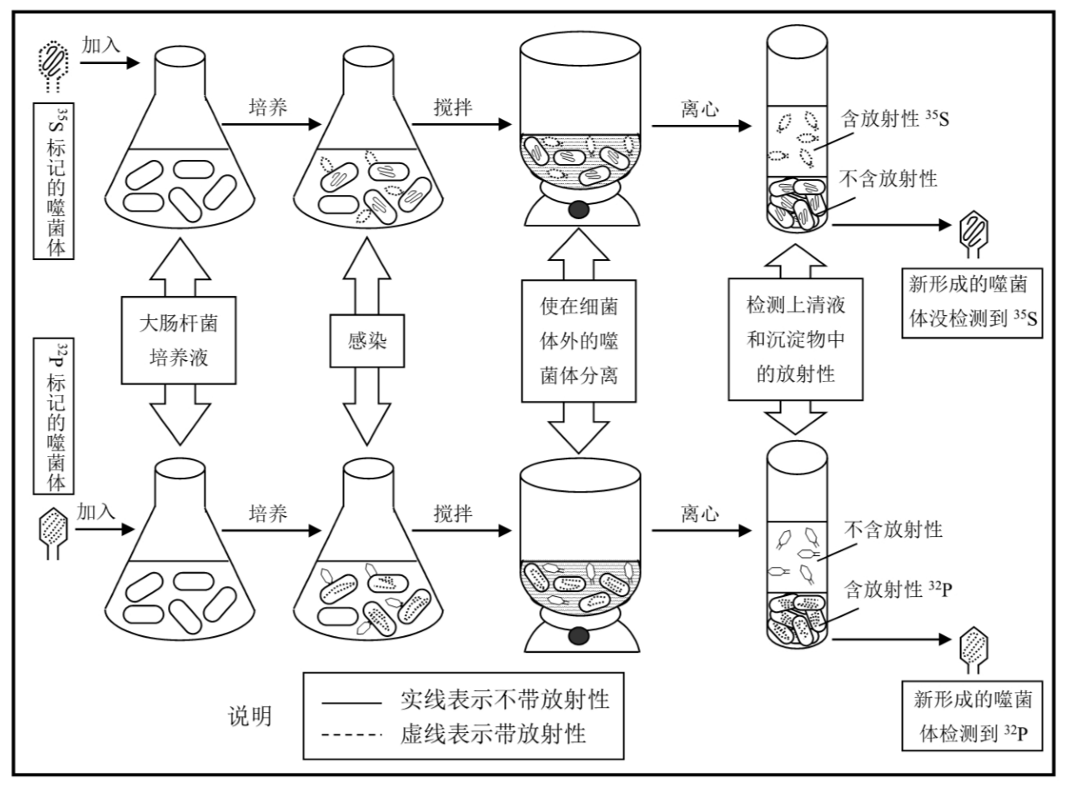 加入
培养
搅拌
离心
含放射性 ³⁵S
不含放射性
³⁵S 标记的噬菌体
新形成的噬菌
体没检测到 ³⁵S
大肠杆菌
培养液
感染
使在细菌
体外的噬
菌体分离
检测上清液
和沉淀物中
的放射性
³²P 标记的噬菌体
加入
培养
搅拌
离心
不含放射性
含放射性 ³²P
新形成的噬菌
体检测到 ³²P
说明
实线表示不带放射性
虚线表示带放射性